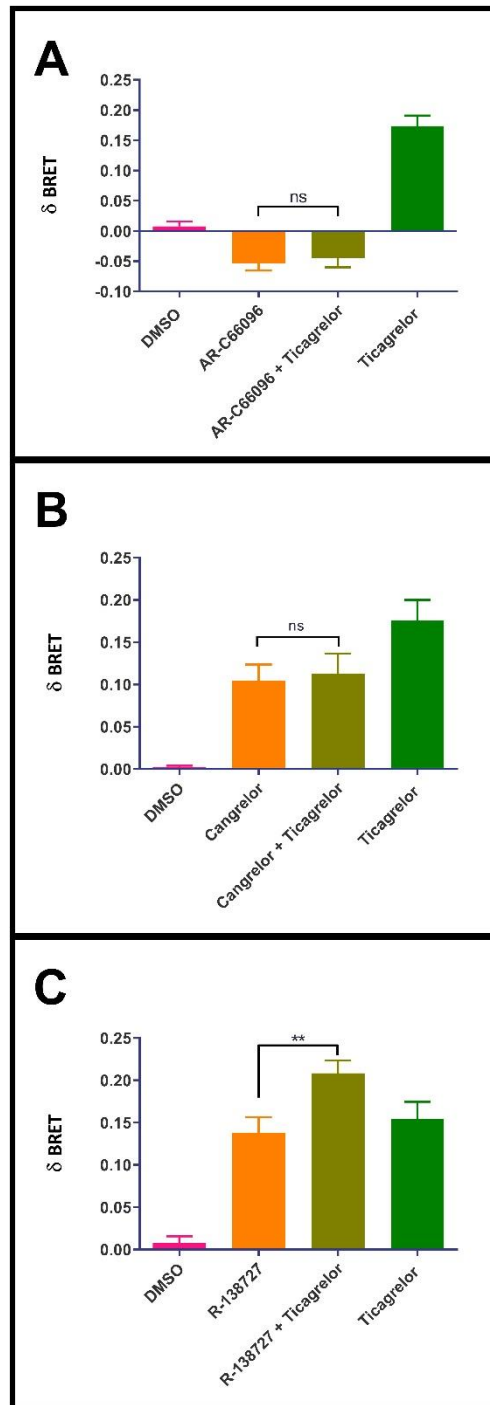 A
0.25
0.20
0.15
0.10
0.05
0.00
-0.05
-0.10
δ BRET
ns
DMSO
AR-C66096
AR-C66096 + Ticagrelor
Ticagrelor
B
0.25
0.20
0.15
0.10
0.05
0.00
δ BRET
ns
DMSO
Cangrelor
Cangrelor + Ticagrelor
Ticagrelor
C
0.25
0.20
0.15
0.10
0.05
0.00
δ BRET
**
DMSO
R-138727
R-138727 + Ticagrelor
Ticagrelor